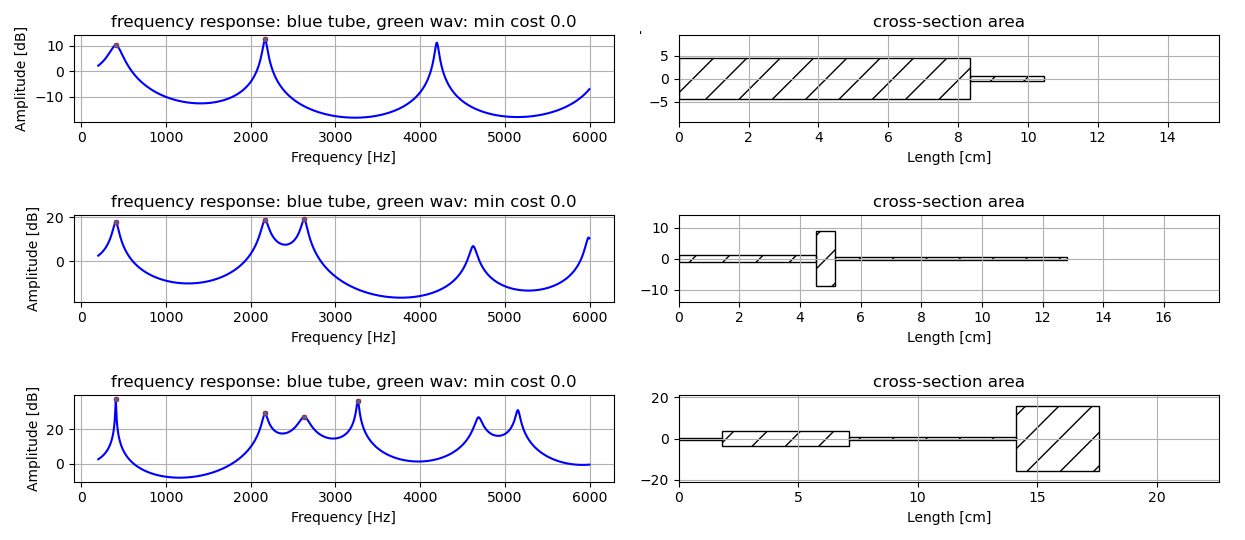 frequency response: blue tube, green wav: min cost 0.0
Amplitude [dB]
10
0
−10
0 1000 2000 3000 4000 5000 6000
Frequency [Hz]
cross-section area
5
0
−5
0 2 4 6 8 10 12 14
Length [cm]
frequency response: blue tube, green wav: min cost 0.0
Amplitude [dB]
20
0
0 1000 2000 3000 4000 5000 6000
Frequency [Hz]
cross-section area
10
0
−10
0 2 4 6 8 10 12 14 16
Length [cm]
frequency response: blue tube, green wav: min cost 0.0
Amplitude [dB]
20
0
0 1000 2000 3000 4000 5000 6000
Frequency [Hz]
cross-section area
20
0
−20
0 5 10 15 20
Length [cm]